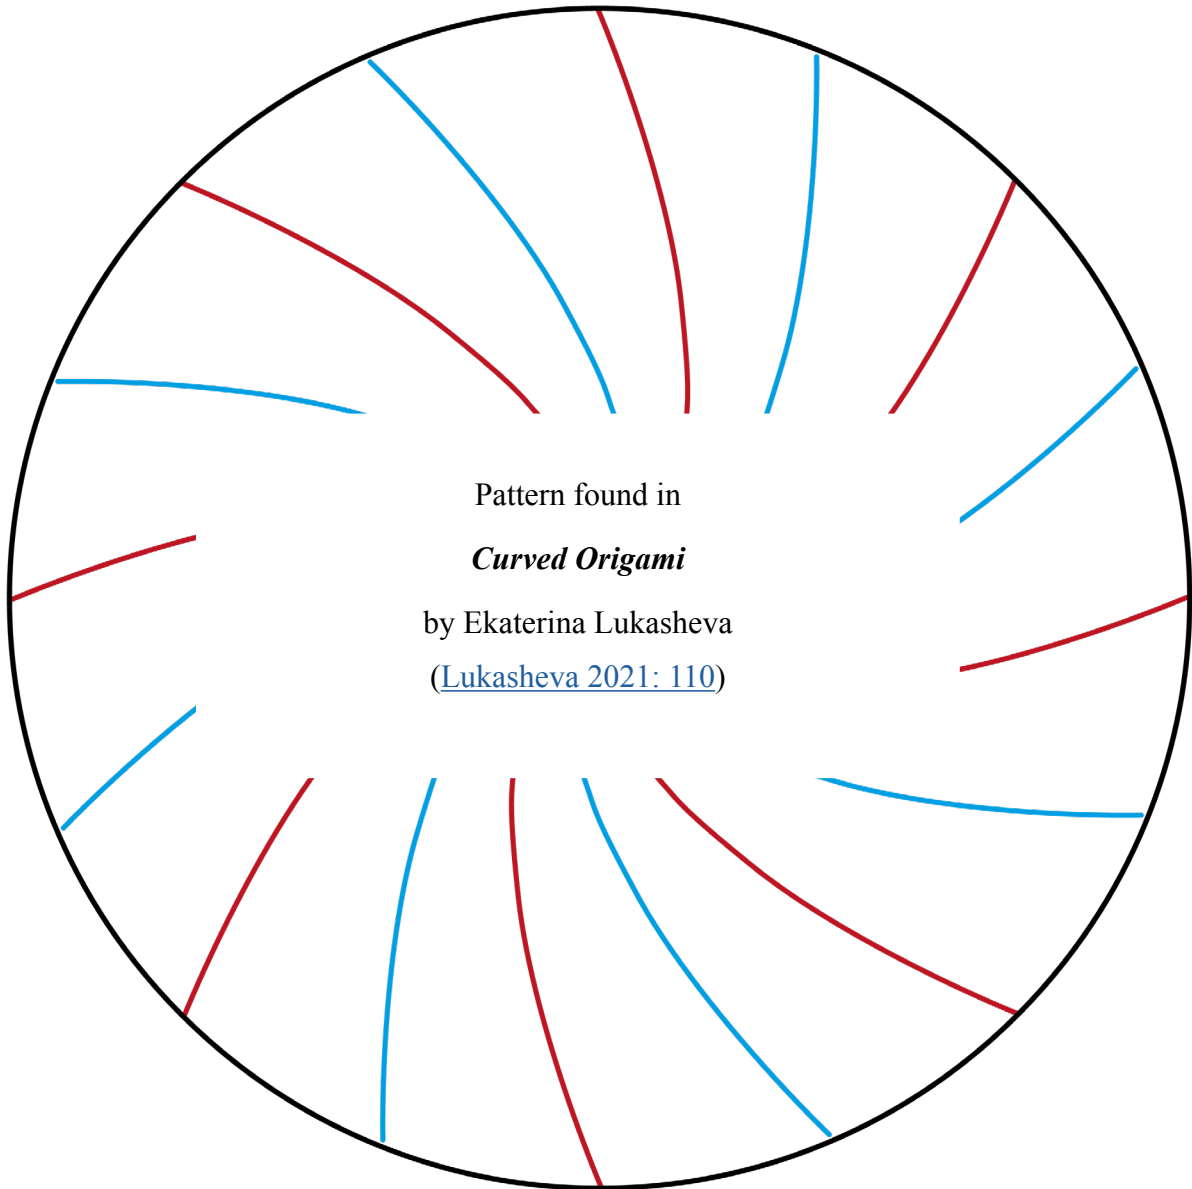 Pattern found in
Curved Origami
by Ekaterina Lukasheva
(Lukasheva 2021: 110)